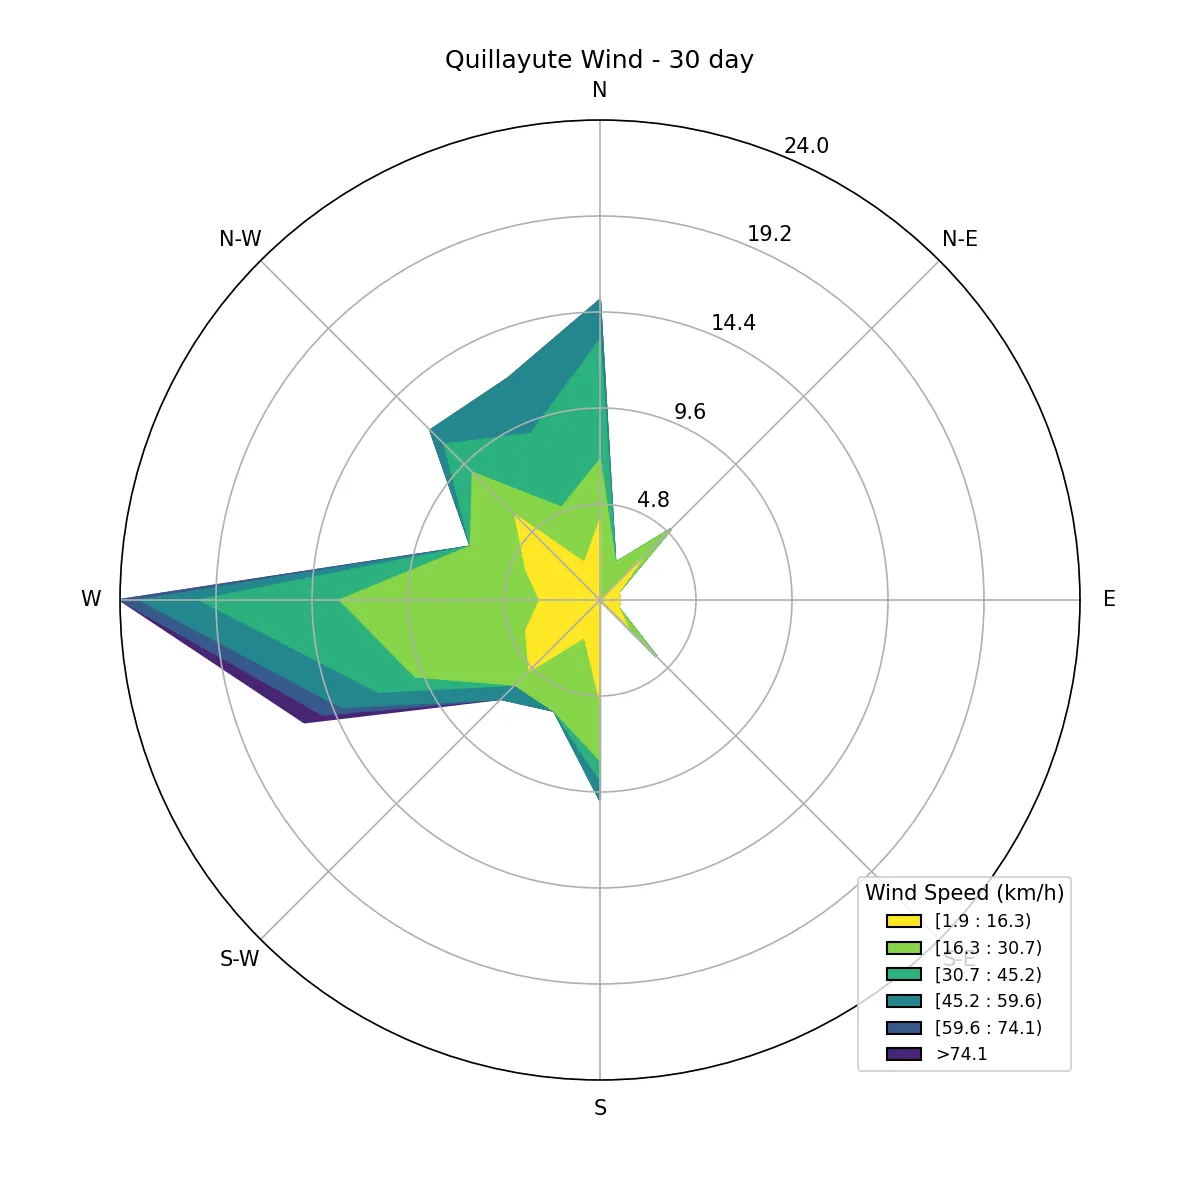 Quillayute Wind - 30 day
N
24.0
19.2
N-W
N-E
14.4
9.6
4.8
W
E
S-W
S-E
Wind Speed (km/h)
[1.9 : 16.3)
[16.3 : 30.7)
[30.7 : 45.2)
[45.2 : 59.6)
[59.6 : 74.1)
>74.1
S